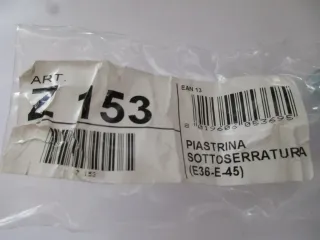 ART.
Z 153
Z 153
EAN 13
PIASTRINA
SOTTOSERRATURA
(E36-E-45)